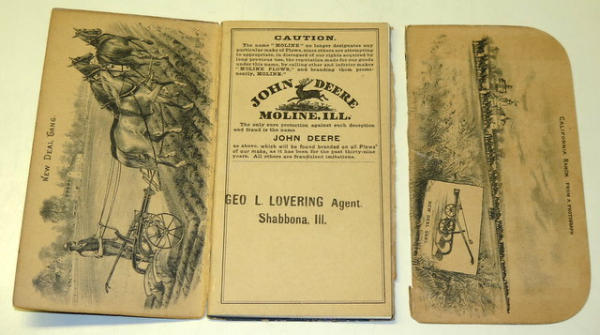 NEW DEAL GANG.
CAUTION.
The name "MOLINE" no longer designates any
particular make of Plows, since others are attempting
to appropriate, in disregard of our rights acquired by
long previous use, the reputation made for our goods
under this name, by calling other and inferior makes
"MOLINE PLOWS," and branding them promi-
nently, MOLINE."
JOHN DEERE
MOLINE, ILL.
The only sure protection against such deception
and fraud is the name
JOHN DEERE
as above, which will be found branded on all Plows
of our make, as it has been for the past thirty-nine
years. All others are fraudulent imitations.
GEO L. LOVERING Agent.
Shabbona, Ill.
CALIFORNIA RANCH FROM A PHOTOGRAPH
NEW DEAL GANG